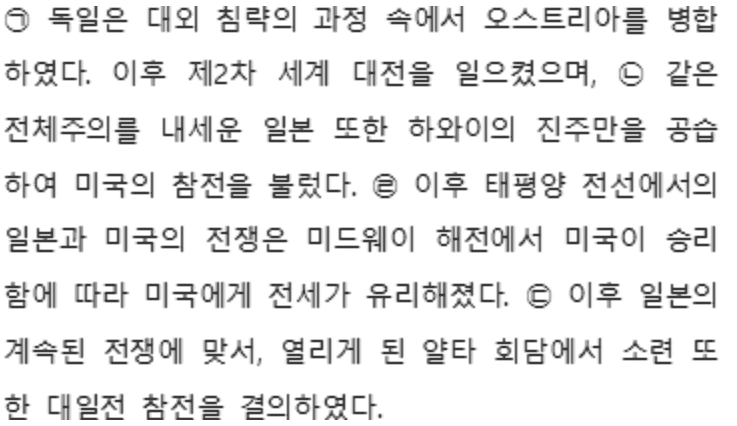 ㉠ 독일은 대외 침략의 과정 속에서 오스트리아를 병합
하였다. 이후 제2차 세계 대전을 일으켰으며, ㉡ 같은
전체주의를 내세운 일본 또한 하와이의 진주만을 공습
하여 미국의 참전을 불렀다. ㉣ 이후 태평양 전선에서의
일본과 미국의 전쟁은 미드웨이 해전에서 미국이 승리
함에 따라 미국에게 전세가 유리해졌다. ㉢ 이후 일본의
계속된 전쟁에 맞서, 열리게 된 얄타 회담에서 소련 또
한 대일전 참전을 결의하였다.